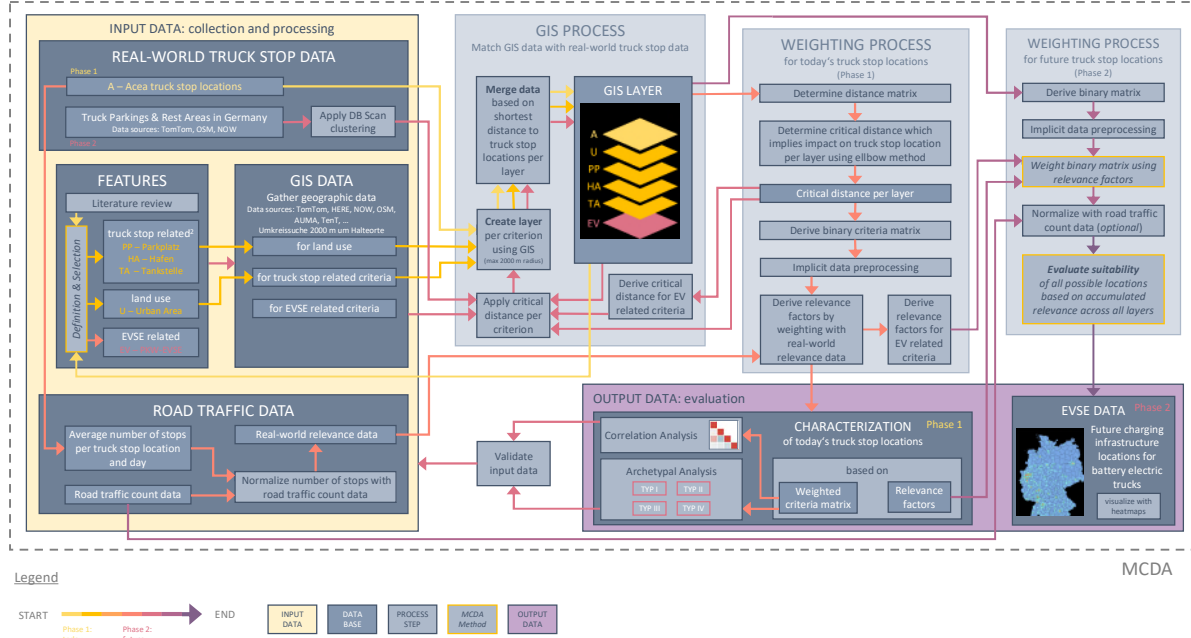 INPUT DATA: collection and processing
REAL-WORLD TRUCK STOP DATA
Phase 1
A – Acea truck stop locations
Truck Parkings & Rest Areas in Germany
Data sources: TomTom, OSM, NOW
Phase 2
Apply DB Scan
clustering
FEATURES
Literature review
Definition & Selection
truck stop related²
PP – Parkplatz
HA – Hafen
TA – Tankstelle
land use
U – Urban Area
EVSE related
GIS DATA
Gather geographic data
Data sources: TomTom, HERE, NOW, OSM,
AUMA, TenT, ...
Umkreissuche 2000 m um Halteorte
for land use
for truck stop related criteria
for EVSE related criteria
ROAD TRAFFIC DATA
Average number of stops
per truck stop location
and day
Road traffic count data
Real-world relevance data
Normalize number of stops with
road traffic count data
GIS PROCESS
Match GIS data with real-world truck stop data
Merge data
based on
shortest
distance to
truck stop
locations per
layer
Create layer
per criterion
using GIS
(max 2000 m radius)
Apply critical
distance per
criterion
GIS LAYER
A
U
PP
HA
TA
EV
Derive critical
distance for EV
related criteria
WEIGHTING PROCESS
for today's truck stop locations
(Phase 1)
Determine distance matrix
Determine critical distance which
implies impact on truck stop location
per layer using ellbow method
Critical distance per layer
Derive binary criteria matrix
Implicit data preprocessing
Derive relevance
factors by
weighting with
real-world
relevance data
Derive
relevance
factors for
EV related
criteria
WEIGHTING PROCESS
for future truck stop locations
(Phase 2)
Derive binary matrix
Implicit data preprocessing
Weight binary matrix using
relevance factors
Normalize with road traffic
count data (optional)
Evaluate suitability
of all possible locations
based on accumulated
relevance across all layers
Validate
input data
OUTPUT DATA: evaluation
Correlation Analysis
Archetypal Analysis
TYP I
TYP II
TYP III
TYP IV
CHARACTERIZATION
Phase 1
of today's truck stop locations
based on
Weighted
criteria matrix
Relevance
factors
EVSE DATA
Phase 2
Future charging
infrastructure
locations for
battery electric
trucks
visualize with
heatmaps
MCDA
Legend
START
END
Phase 1:
Phase 2:
INPUT
DATA
DATA
BASE
PROCESS
STEP
MCDA
Method
OUTPUT
DATA